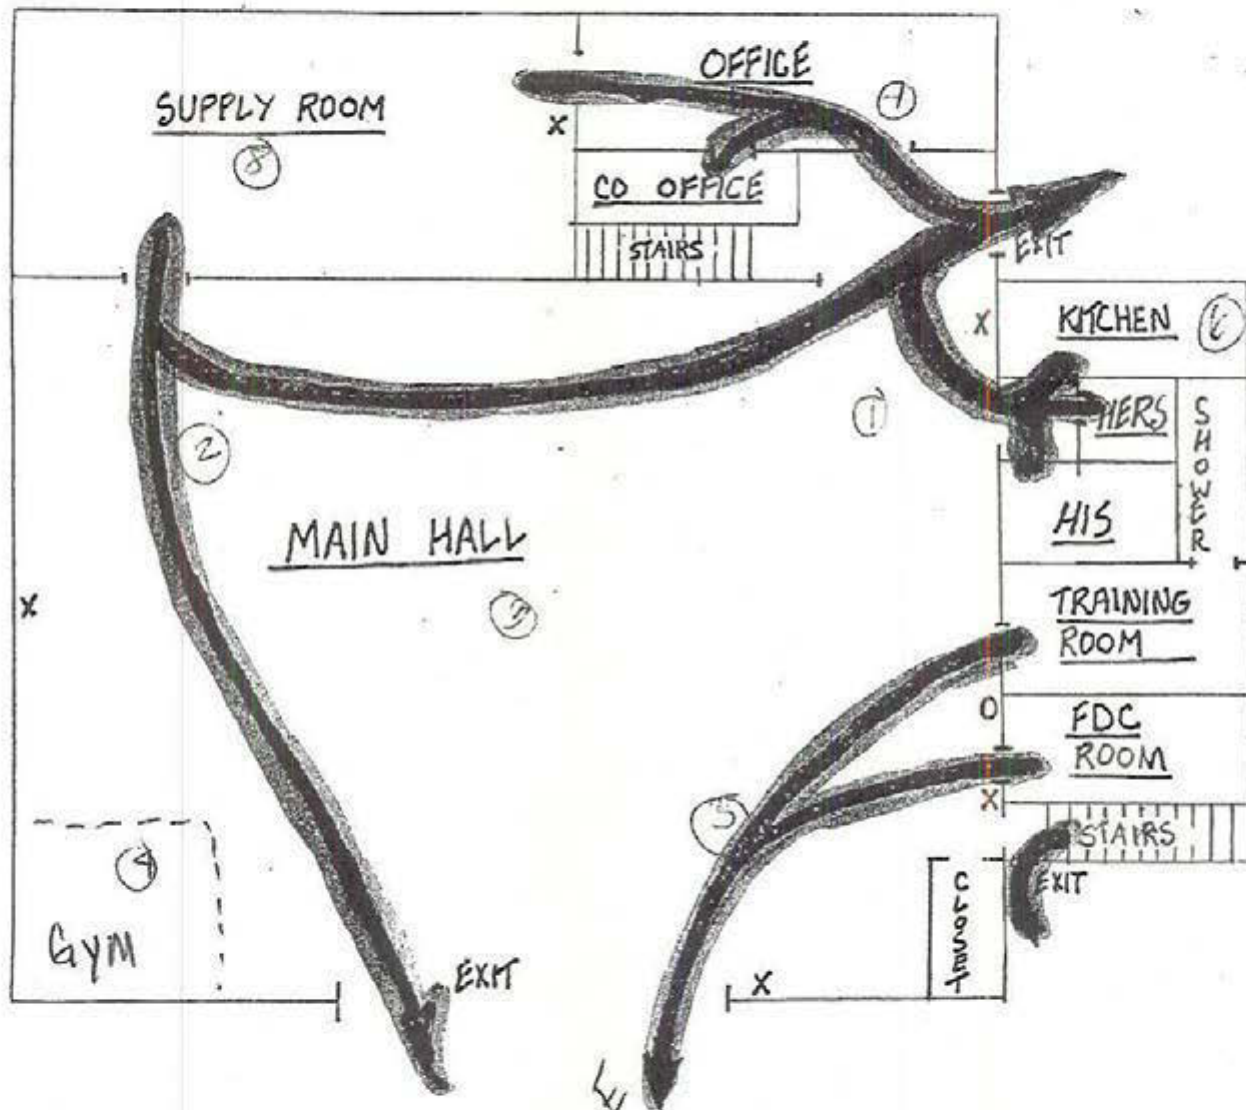 OFFICE
SUPPLY ROOM
X
8
CO OFFICE
STAIRS
EXIT
X
KITCHEN
6
1
HERS
SHOWER
2
MAIN HALL
HIS
X
3
TRAINING
ROOM
O
FDC
ROOM
X
5
STAIRS
4
CLOSET
EXIT
GYM
EXIT
X